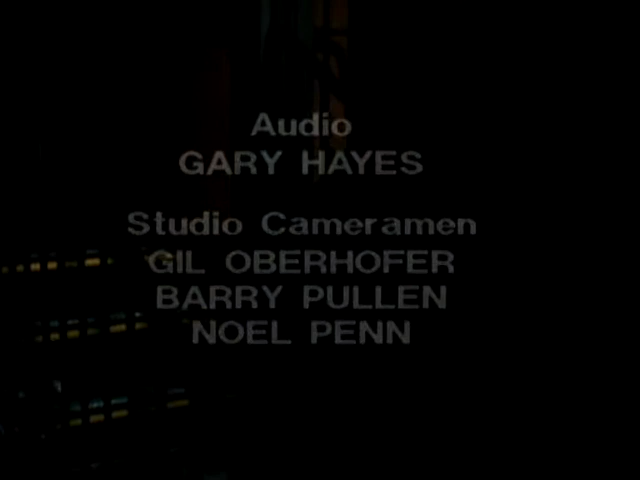 Audio
GARY HAYES
Studio Cameramen
GIL OBERHOFER
BARRY PULLEN
NOEL PENN